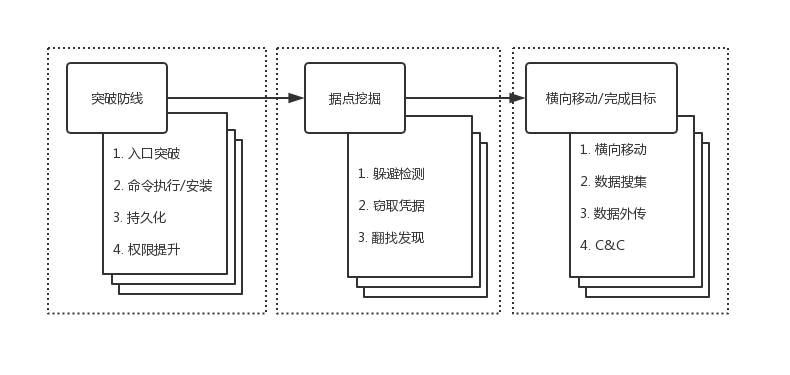 突破防线
1. 入口突破
2. 命令执行/安装
3. 持久化
4. 权限提升
据点挖掘
1. 躲避检测
2. 窃取凭据
3. 翻找发现
横向移动/完成目标
1. 横向移动
2. 数据搜集
3. 数据外传
4. C&C